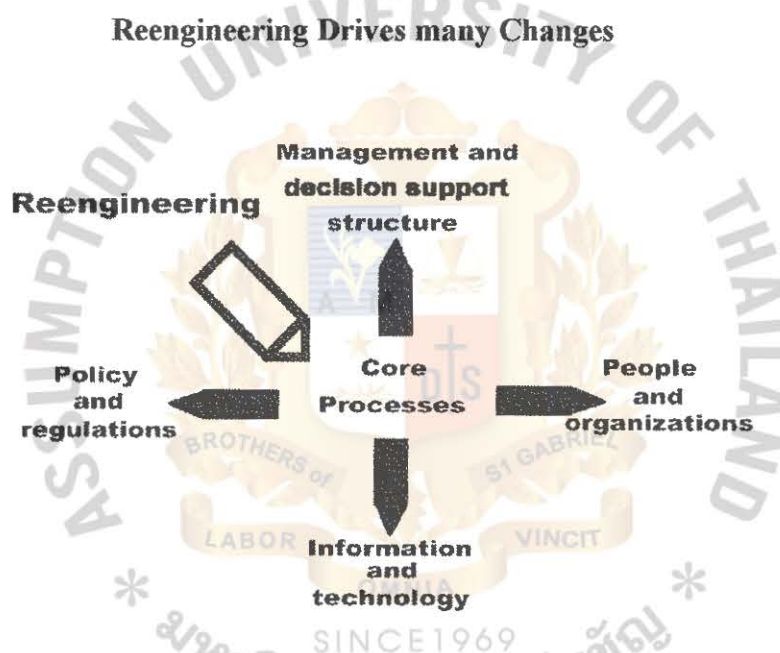 Reengineering Drives many Changes
ASSUMPTION UNIVERSITY OF THAILAND
Management and
decision support
structure
Reengineering
Core
Processes
Policy
and
regulations
People
and
organizations
BROTHERS of
ST GABRIEL
LABOR
VINCIT
OMNIA
Information
and
technology
SINCE1969